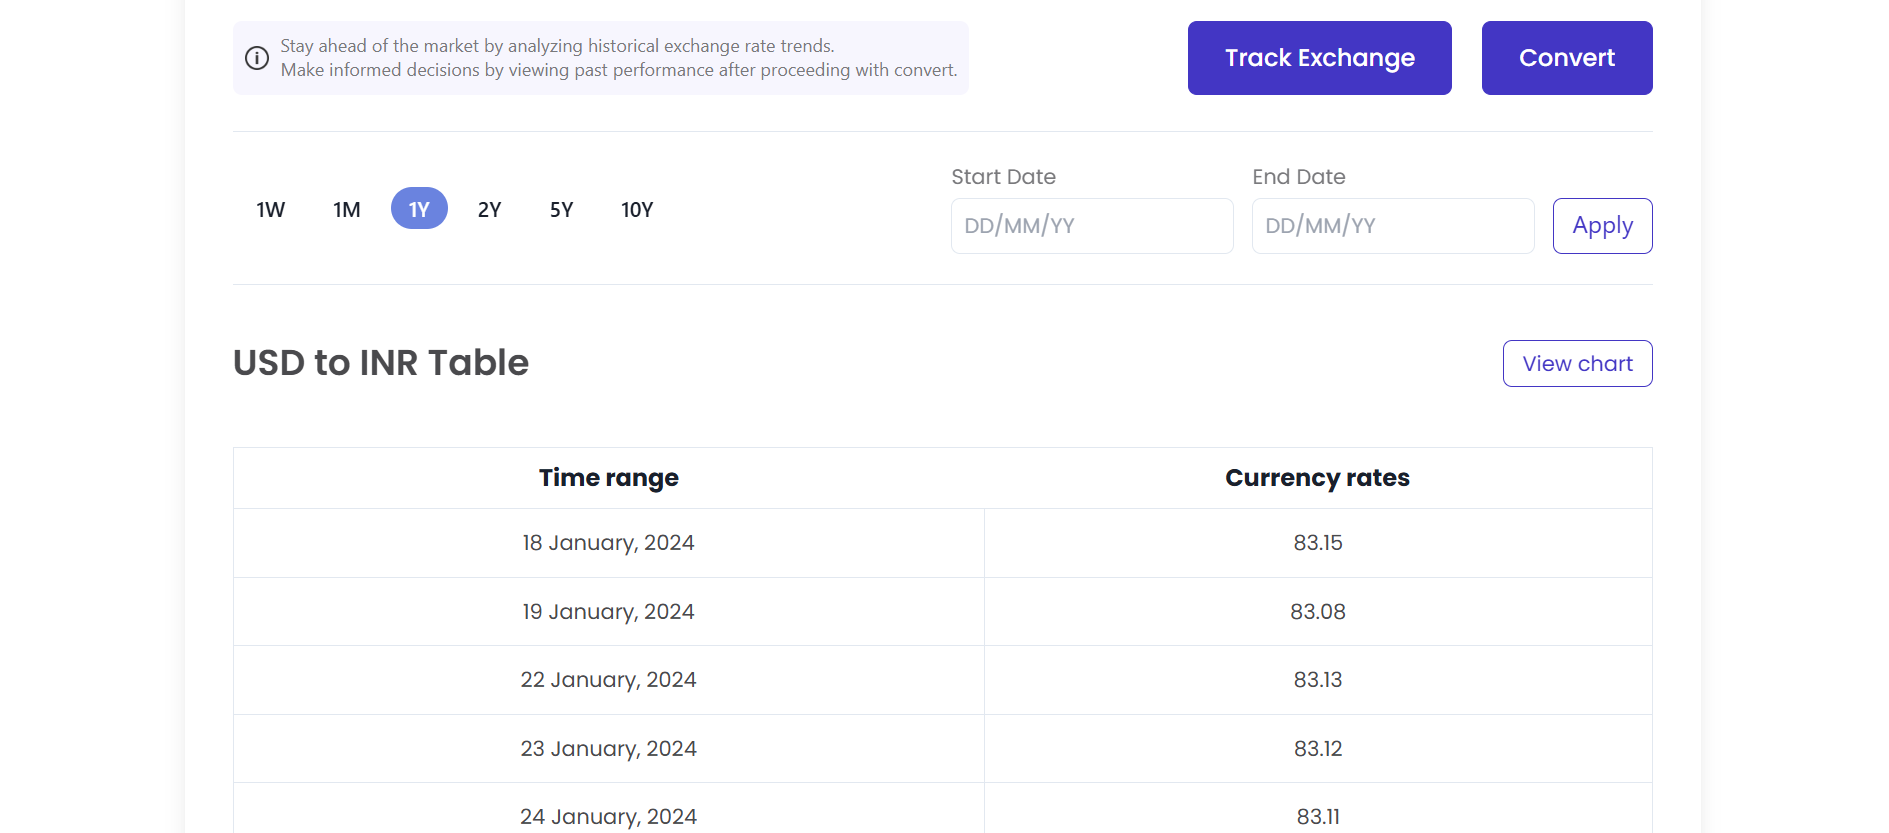 Stay ahead of the market by analyzing historical exchange rate trends.
Make informed decisions by viewing past performance after proceeding with convert.
Track Exchange
Convert
1W
1M
1Y
2Y
5Y
10Y
Start Date
DD/MM/YY
End Date
DD/MM/YY
Apply
USD to INR Table
View chart
Time range
Currency rates
18 January, 2024
83.15
19 January, 2024
83.08
22 January, 2024
83.13
23 January, 2024
83.12
24 January, 2024
83.11